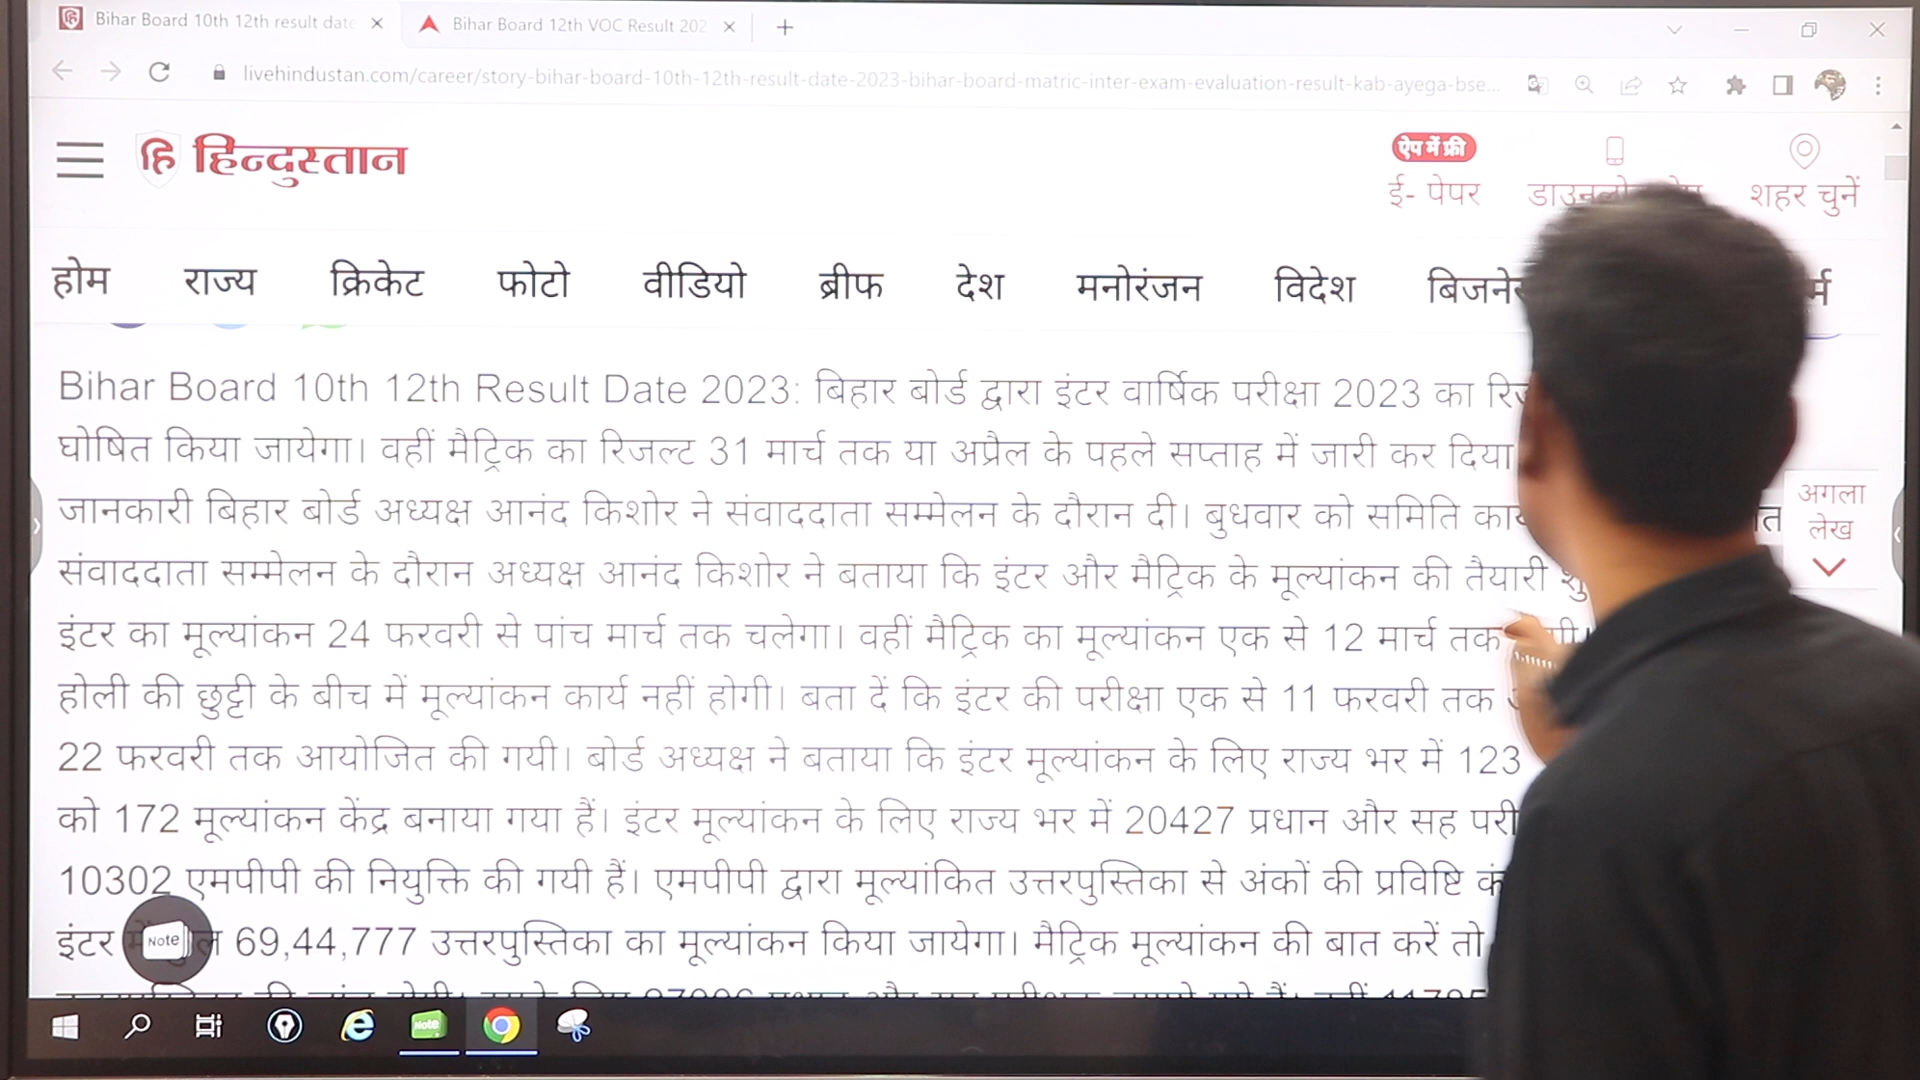 Bihar Board 10th 12th result date
Bihar Board 12th VOC Result 202
livehindustan.com/career/story-bihar-board-10th-12th-result-date-2023-bihar-board-matric-inter-exam-evaluation-result-kab-ayega-bse...
हि हिन्दुस्तान
ऐप में फ्री
ई- पेपर
शहर चुनें
होम राज्य क्रिकेट फोटो वीडियो ब्रीफ देश मनोरंजन विदेश
Bihar Board 10th 12th Result Date 2023: बिहार बोर्ड द्वारा इंटर वार्षिक परीक्षा 2023 का
घोषित किया जायेगा। वहीं मैट्रिक का रिजल्ट 31 मार्च तक या अप्रैल के पहले सप्ताह में जारी कर दिया
जानकारी बिहार बोर्ड अध्यक्ष आनंद किशोर ने संवाददाता सम्मेलन के दौरान दी। बुधवार को समिति
संवाददाता सम्मेलन के दौरान अध्यक्ष आनंद किशोर ने बताया कि इंटर और मैट्रिक के मूल्यांकन की तैयारी
इंटर का मूल्यांकन 24 फरवरी से पांच मार्च तक चलेगा। वहीं मैट्रिक का मूल्यांकन एक से 12 मार्च तक
होली की छुट्टी के बीच में मूल्यांकन कार्य नहीं होगी। बता दें कि इंटर की परीक्षा एक से 11 फरवरी तक
22 फरवरी तक आयोजित की गयी। बोर्ड अध्यक्ष ने बताया कि इंटर मूल्यांकन के लिए राज्य भर में 123
को 172 मूल्यांकन केंद्र बनाया गया हैं। इंटर मूल्यांकन के लिए राज्य भर में 20427 प्रधान और सह
10302 एमपीपी की नियुक्ति की गयी हैं। एमपीपी द्वारा मूल्यांकित उत्तरपुस्तिका से अंकों की प्रविष्टि
इंटर 69,44,777 उत्तरपुस्तिका का मूल्यांकन किया जायेगा। मैट्रिक मूल्यांकन की बात करें तो
अगला
लेख
Note
Note